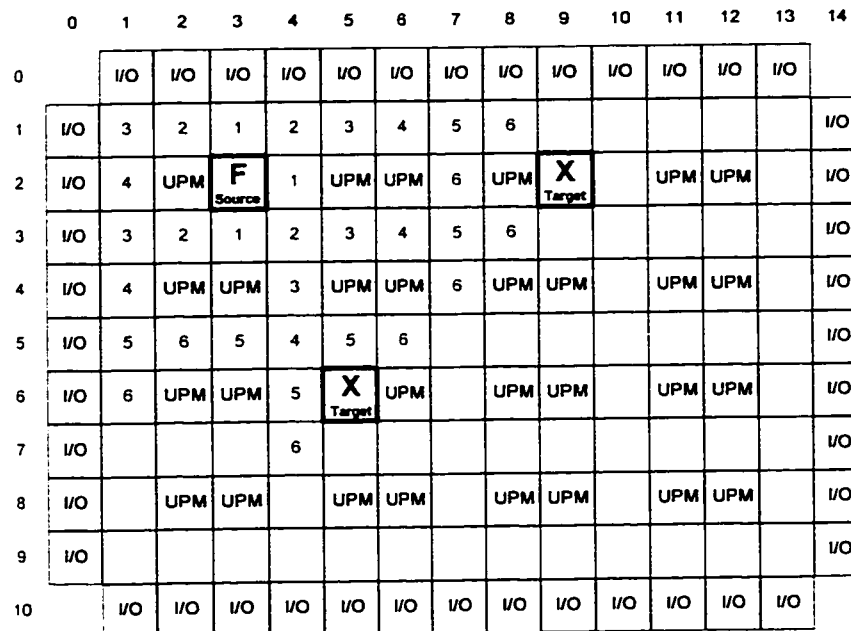 0 1 2 3 4 5 6 7 8 9 10 11 12 13 14
0 I/O I/O I/O I/O I/O I/O I/O I/O I/O I/O I/O I/O I/O
1 I/O 3 2 1 2 3 4 5 6 I/O
2 I/O 4 UPM F Source 1 UPM UPM 6 UPM X Target UPM UPM I/O
3 I/O 3 2 1 2 3 4 5 6 I/O
4 I/O 4 UPM UPM 3 UPM UPM 6 UPM UPM UPM UPM I/O
5 I/O 5 6 5 4 5 6 I/O
6 I/O 6 UPM UPM 5 X Target UPM UPM UPM UPM UPM I/O
7 I/O 6 I/O
8 I/O UPM UPM UPM UPM UPM UPM UPM UPM I/O
9 I/O I/O
10 I/O I/O I/O I/O I/O I/O I/O I/O I/O I/O I/O I/O I/O